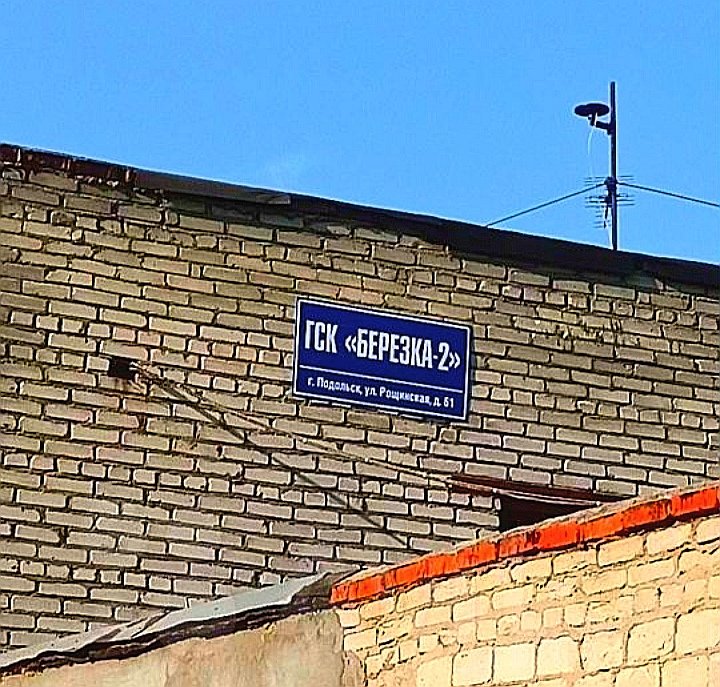 ГСК «БЕРЕЗКА-2»
г. Подольск, ул. Рощинская, д. 61